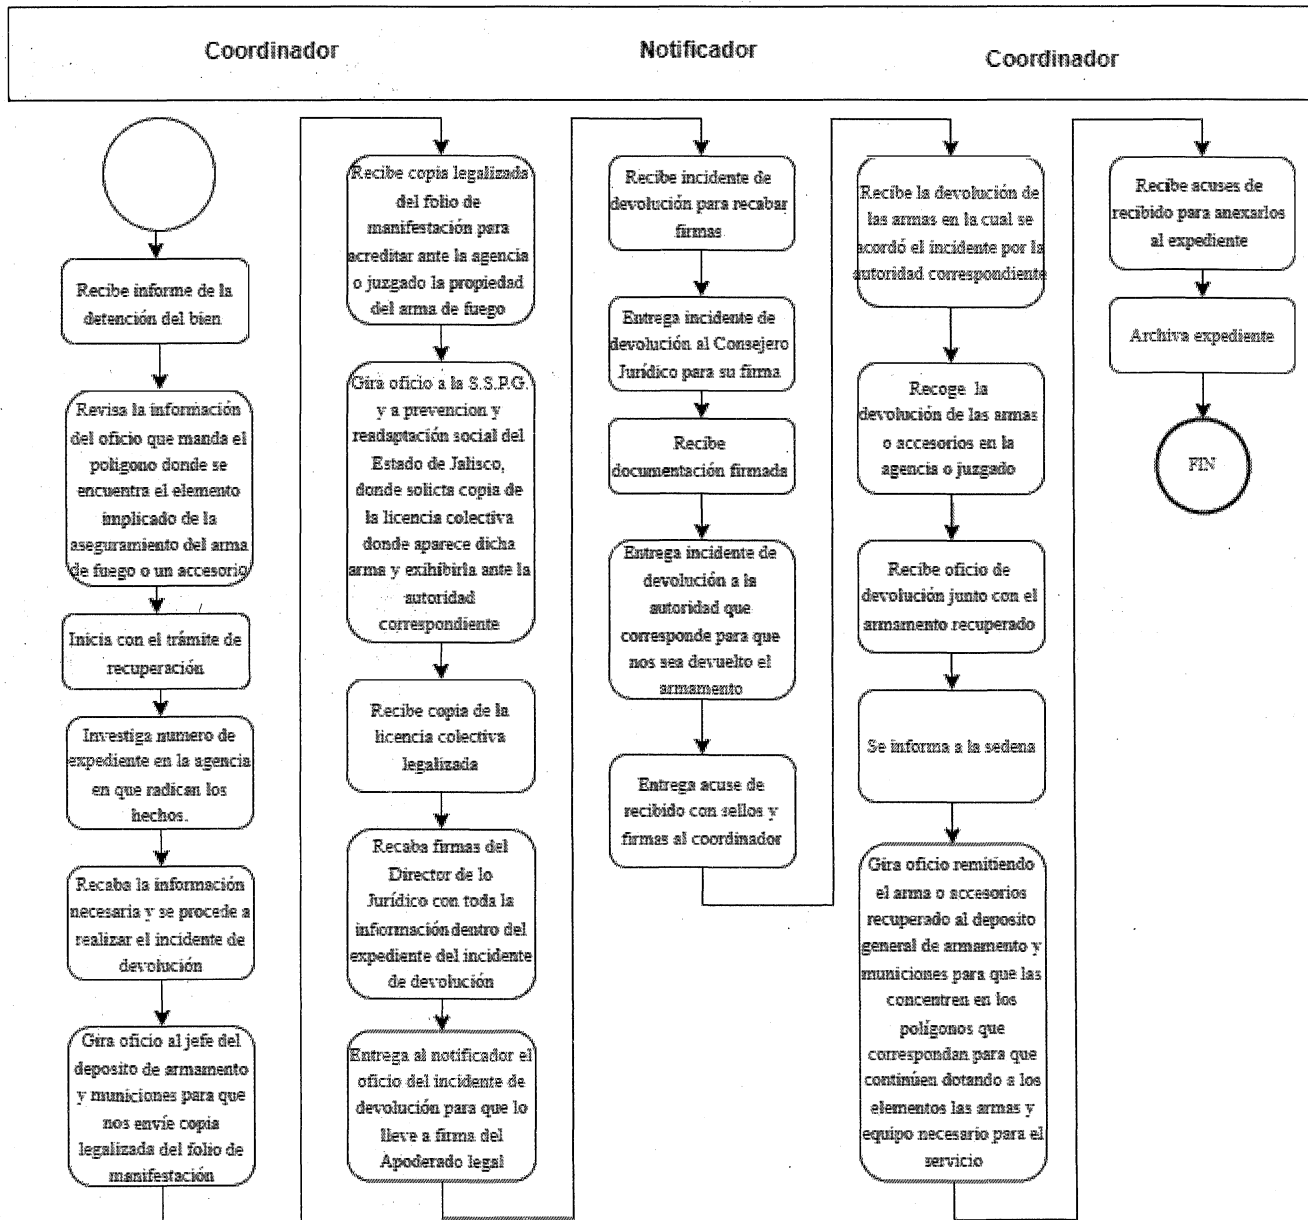 Coordinador
Notificador
Coordinador
Recibe informe de la
detención del bien
Revisa la información
del oficio que manda el
polígono donde se
encuentra el elemento
implicado de la
aseguramiento del arma
de fuego o un accesorio
Inicia con el trámite de
recuperación
Investiga numero de
expediente en la agencia
en que radican los
hechos.
Recaba la información
necesaria y se procede a
realizar el incidente de
devolución
Gira oficio al jefe del
deposito de armamento
y municiones para que
nos envíe copia
legalizada del folio de
manifestación
Recibe copia legalizada
del folio de
manifestación para
acreditar ante la agencia
o juzgado la propiedad
del arma de fuego
Gira oficio a la S.S.P.G.
y a prevencion y
readaptación social del
Estado de Jalisco,
donde solicta copia de
la licencia colectiva
donde aparece dicha
arma y exihibirla ante la
autoridad
correspondiente
Recibe copia de la
licencia colectiva
legalizada
Recaba firmas del
Director de lo
Jurídico con toda la
información dentro del
expediente del incidente
de devolución
Entrega al notificador el
oficio del incidente de
devolución para que lo
lleve a firma del
Apoderado legal
Recibe incidente de
devolución para recabar
firmas
Entrega incidente de
devolución al Consejero
Jurídico para su firma
Recibe
documentación firmada
Entrega incidente de
devolución a la
autoridad que
corresponde para que
nos sea devuelto el
armamento
Entrega acuse de
recibido con sellos y
firmas al coordinador
Recibe la devolución de
las armas en la cual se
acordó el incidente por la
autoridad correspondiente
Recoge la
devolución de las armas
o accesorios en la
agencia o juzgado
Recibe oficio de
devolución junto con el
armamento recuperado
Se informa a la sedena
Gira oficio remitiendo
el arma o accesorios
recuperado al deposito
general de armamento y
municiones para que las
concentren en los
polígonos que
correspondan para que
continúen dotando a los
elementos las armas y
equipo necesario para el
servicio
Recibe acuses de
recibido para anexarlos
al expediente
Archiva expediente
FIN